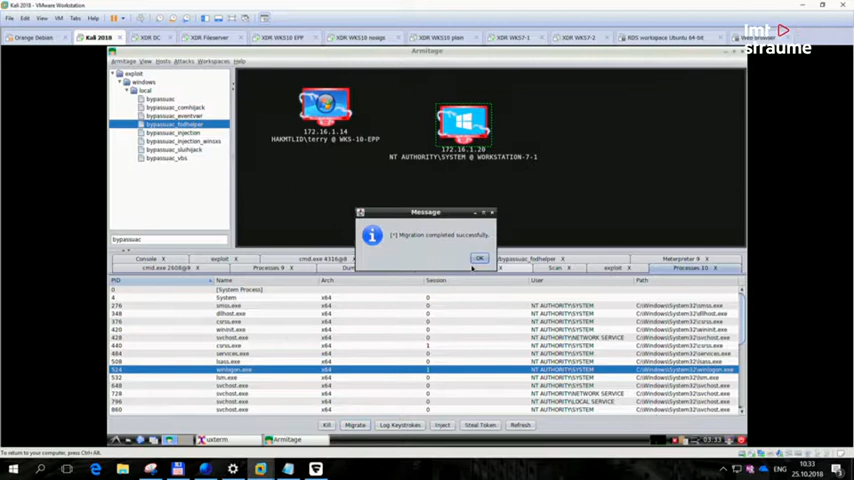 Kali 2018 - VMware Workstation
File Edit View VM Tabs Help
Orange Debian Kali 2018 XDR DC XDR Fileserver XDR WKS10 EPP XDR WKS10 nosigs XDR WKS10 plain XDR WKS7-1 XDR WKS7-2 RDS workspace Ubuntu 64-bit
lmt
straume
Armitage
Armitage View Hosts Attacks Workspaces Help
exploit
windows
local
bypassuac
bypassuac_comhijack
bypassuac_eventvwr
bypassuac_fodhelper
bypassuac_injection
bypassuac_injection_winsxs
bypassuac_sluihijack
bypassuac_vbs
bypassuac
172.16.1.14
HAKMTLID\terry @ WKS-10-EPP
172.16.1.20
NT AUTHORITY\SYSTEM @ WORKSTATION-7-1
Message
[*] Migration completed successfully.
OK
Console X exploit X cmd.exe 4316@8 X bypassuac_fodhelper X Meterpreter 9 X
cmd.exe 2608@9 X Processes 9 X Scan X exploit X Processes 10 X
PID Name Arch Session User Path
0 [System Process]
4 System x64 0
276 smss.exe x64 0 NT AUTHORITY\SYSTEM C:\Windows\System32\smss.exe
348 dllhost.exe x64 0 NT AUTHORITY\SYSTEM C:\Windows\System32\dllhost.exe
376 csrss.exe x64 0 NT AUTHORITY\SYSTEM C:\Windows\System32\csrss.exe
420 wininit.exe x64 0 NT AUTHORITY\SYSTEM C:\Windows\System32\wininit.exe
428 svchost.exe x64 0 NT AUTHORITY\NETWORK SERVICE C:\Windows\System32\svchost.exe
440 csrss.exe x64 1 NT AUTHORITY\SYSTEM C:\Windows\System32\csrss.exe
484 services.exe x64 0 NT AUTHORITY\SYSTEM C:\Windows\System32\services.exe
508 lsass.exe x64 0 NT AUTHORITY\SYSTEM C:\Windows\System32\lsass.exe
524 winlogon.exe x64 1 NT AUTHORITY\SYSTEM C:\Windows\System32\winlogon.exe
532 lsm.exe x64 0 NT AUTHORITY\SYSTEM C:\Windows\System32\lsm.exe
648 svchost.exe x64 0 NT AUTHORITY\SYSTEM C:\Windows\System32\svchost.exe
728 svchost.exe x64 0 NT AUTHORITY\NETWORK SERVICE C:\Windows\System32\svchost.exe
796 svchost.exe x64 0 NT AUTHORITY\LOCAL SERVICE C:\Windows\System32\svchost.exe
860 svchost.exe x64 0 NT AUTHORITY\SYSTEM C:\Windows\System32\svchost.exe
Kill Migrate Log Keystrokes Inject Steal Token Refresh
uxterm Armitage 03:33
To return to your computer, press Ctrl+Alt.
10.33
25.10.2018